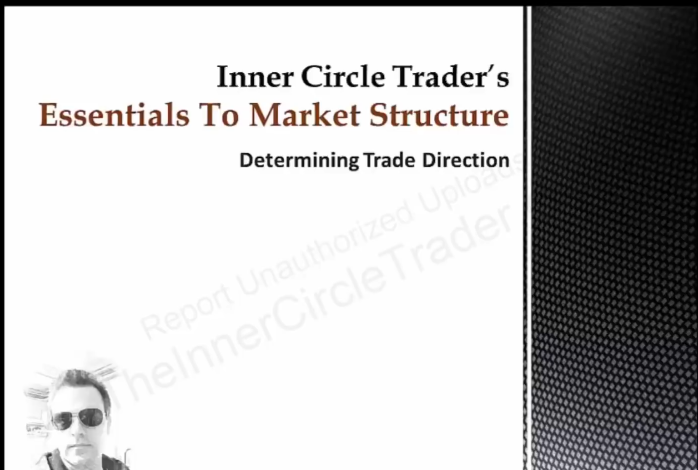 Inner Circle Trader's
Essentials To Market Structure
Determining Trade Direction
Report Unauthorized Uploads
TheInnerCircleTrader